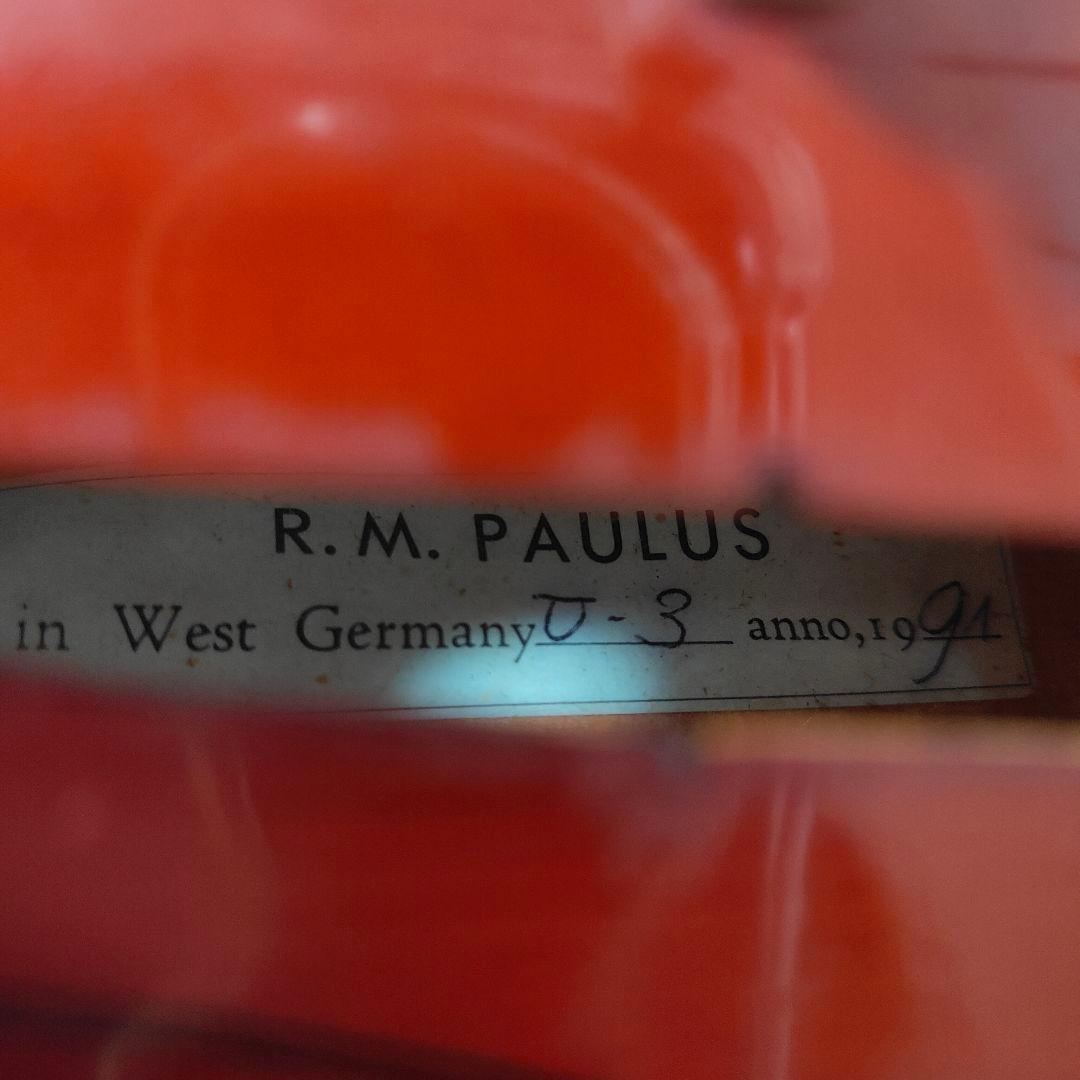 R. M. PAULUS
in West Germany U-3 anno, 1991